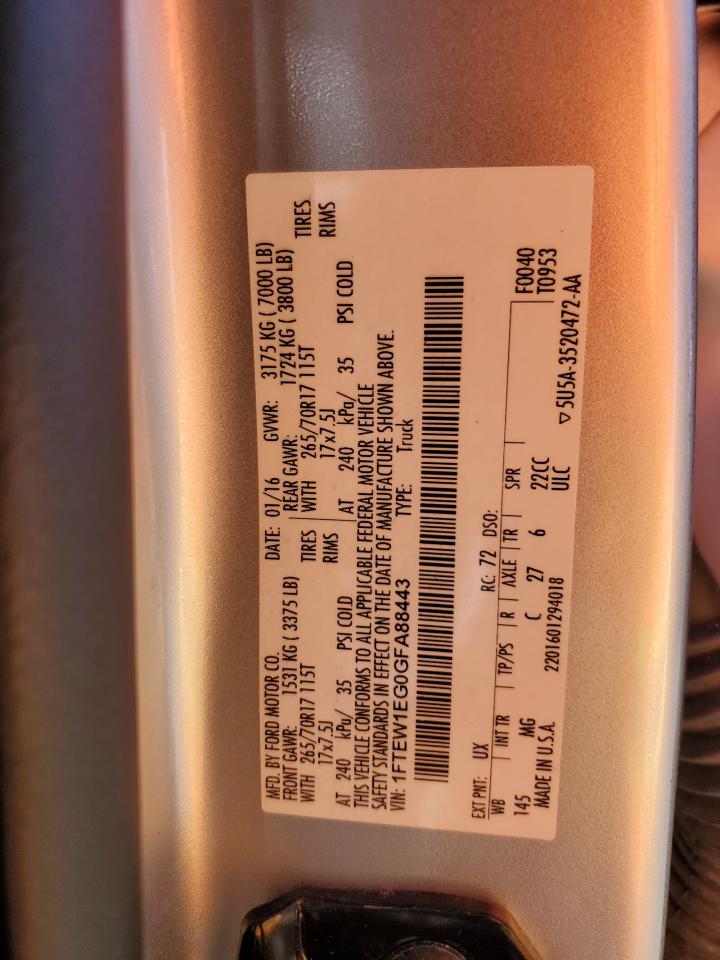 MFD. BY FORD MOTOR CO. DATE: 01/16 GVWR: 3175 KG ( 7000 LB)
FRONT GAWR: 1531 KG ( 3375 LB) REAR GAWR: 1724 KG ( 3800 LB)
WITH 265/70R17 115T TIRES WITH 265/70R17 115T TIRES
17x7.5J RIMS 17x7.5J RIMS
AT 240 kPa/ 35 PSI COLD AT 240 kPa/ 35 PSI COLD
THIS VEHICLE CONFORMS TO ALL APPLICABLE FEDERAL MOTOR VEHICLE
SAFETY STANDARDS IN EFFECT ON THE DATE OF MANUFACTURE SHOWN ABOVE.
VIN: 1FTEW1EG0GFA88443 TYPE: Truck
EXT PNT: UX RC: 72 DSO:
WB INT TR TP/PS R AXLE TR SPR F0040
145 MG C 27 6 22CC T0953
MADE IN U.S.A. 2201601294018 ULC ▽5U5A-3520472-AA